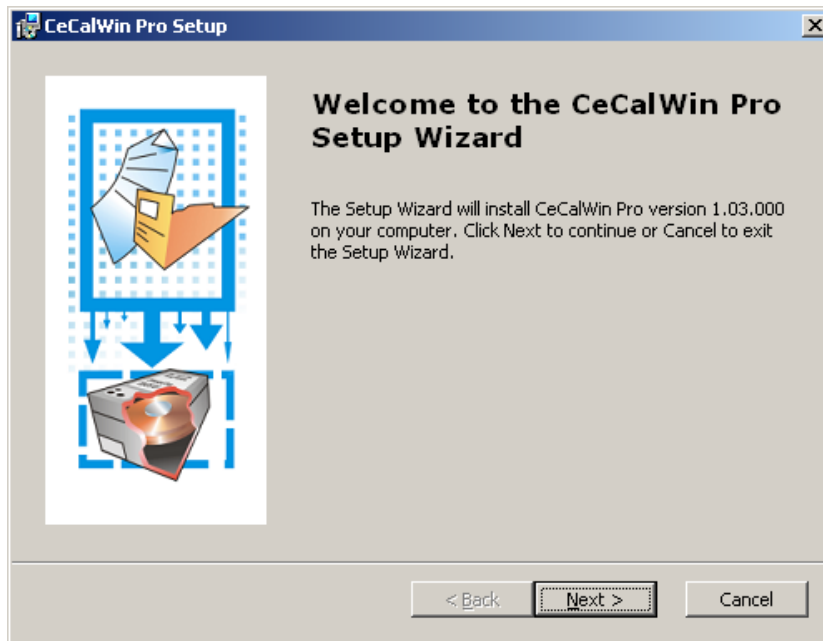 CeCalWin Pro Setup
Welcome to the CeCalWin Pro
Setup Wizard
The Setup Wizard will install CeCalWin Pro version 1.03.000
on your computer. Click Next to continue or Cancel to exit
the Setup Wizard.
< Back
Next >
Cancel